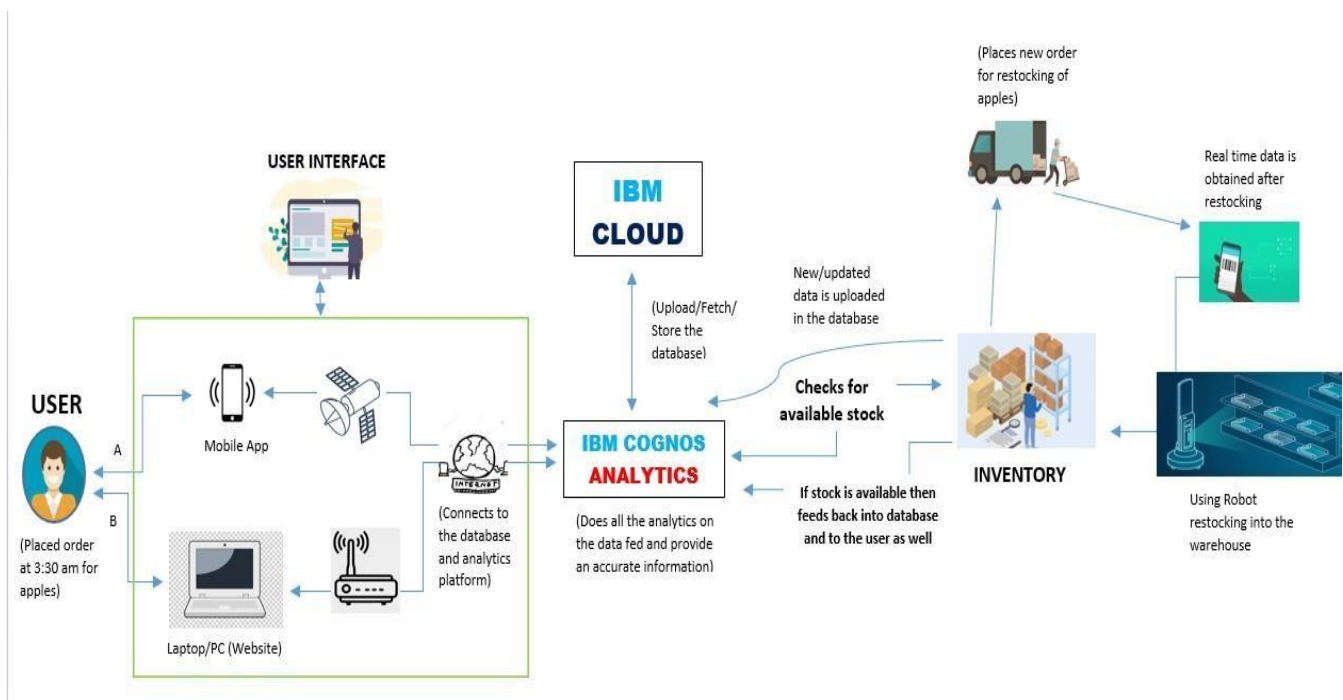 USER INTERFACE
USER
A
B
(Placed order
at 3:30 am for
apples)
Mobile App
Laptop/PC (Website)
INTERNET
(Connects to
the database
and analytics
platform)
IBM
CLOUD
(Upload/Fetch/
Store the
database)
IBM COGNOS
ANALYTICS
(Does all the analytics on
the data fed and provide
an accurate information)
New/updated
data is uploaded
in the database
Checks for
available stock
If stock is available then
feeds back into database
and to the user as well
INVENTORY
(Places new order
for restocking of
apples)
Real time data is
obtained after
restocking
Using Robot
restocking into the
warehouse